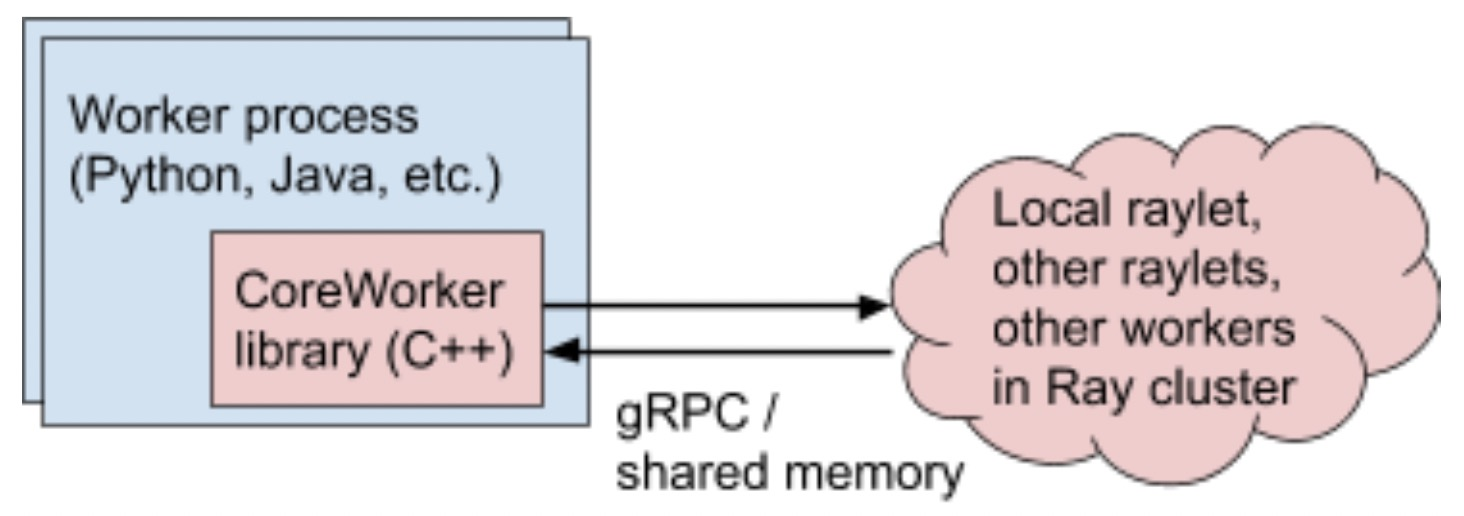 Worker process
(Python, Java, etc.)
CoreWorker
library (C++)
gRPC /
shared memory
Local raylet,
other raylets,
other workers
in Ray cluster